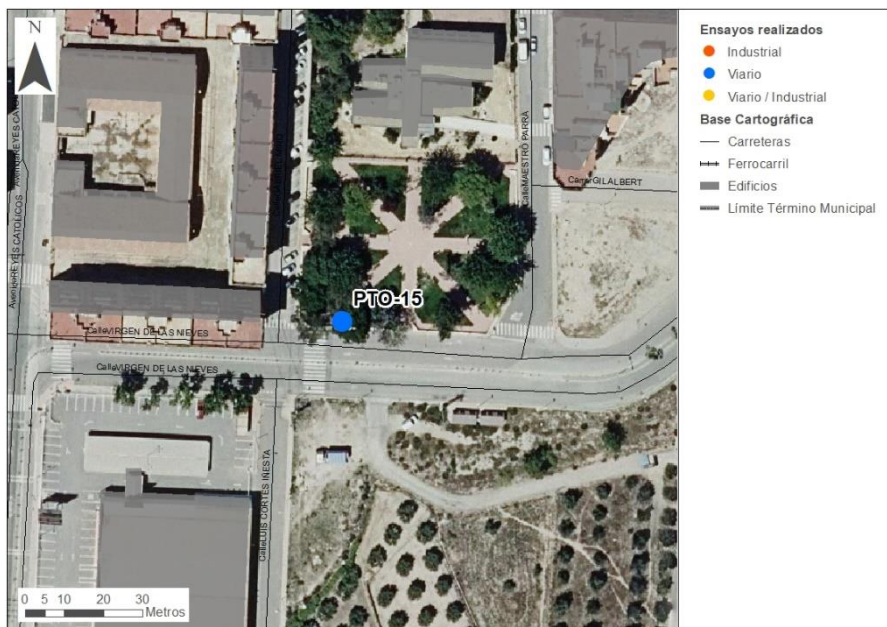 N
Avenida REYES CATOLICOS
Calle MAESTRO PARRA
Carrer GIL ALBERT
PTO-15
Calle VIRGEN DE LAS NIEVES
Calle VIRGEN DE LAS NIEVES
Calle LUIS CORTES IÑESTA
0 5 10 20 30
Metros
Ensayos realizados
Industrial
Viario
Viario / Industrial
Base Cartográfica
Carreteras
Ferrocarril
Edificios
Límite Término Municipal